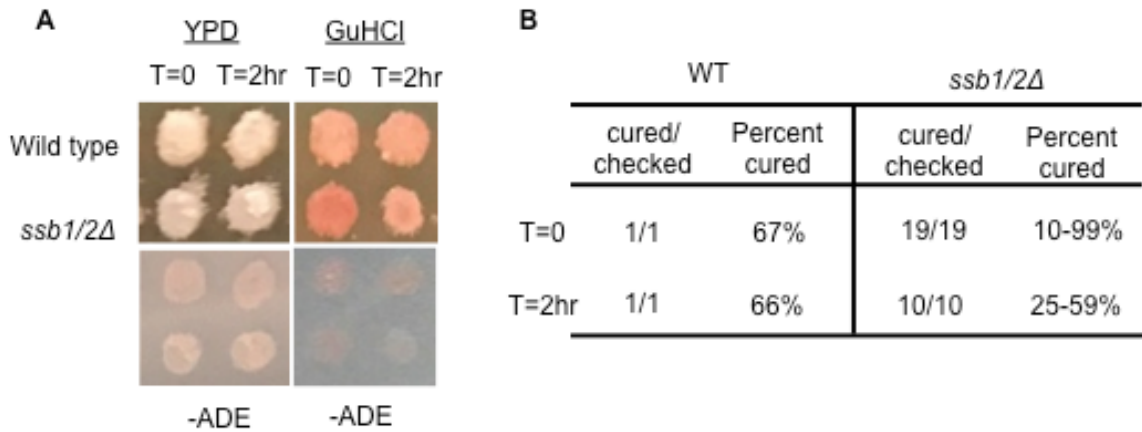 A
YPD GuHCl
T=0 T=2hr T=0 T=2hr
Wild type
ssb1/2Δ
-ADE -ADE
B
WT ssb1/2Δ
cured/ checked Percent cured cured/ checked Percent cured
T=0 1/1 67% 19/19 10-99%
T=2hr 1/1 66% 10/10 25-59%